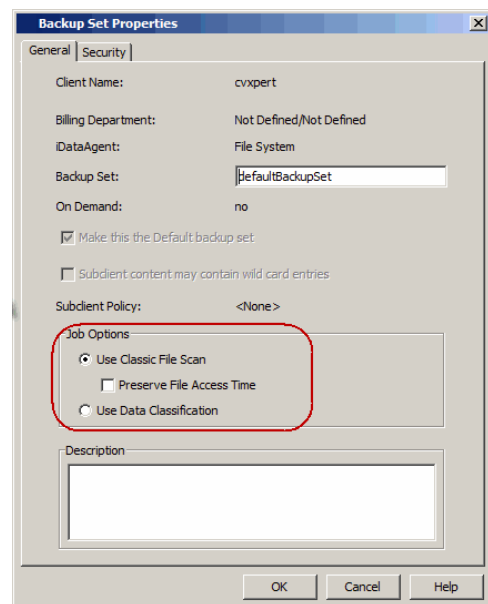 Backup Set Properties
General Security
Client Name: cvxpert
Billing Department: Not Defined/Not Defined
iDataAgent: File System
Backup Set: defaultBackupSet
On Demand: no
Make this the Default backup set
Subclient content may contain wild card entries
Subclient Policy: <None>
Job Options
Use Classic File Scan
Preserve File Access Time
Use Data Classification
Description
OK Cancel Help